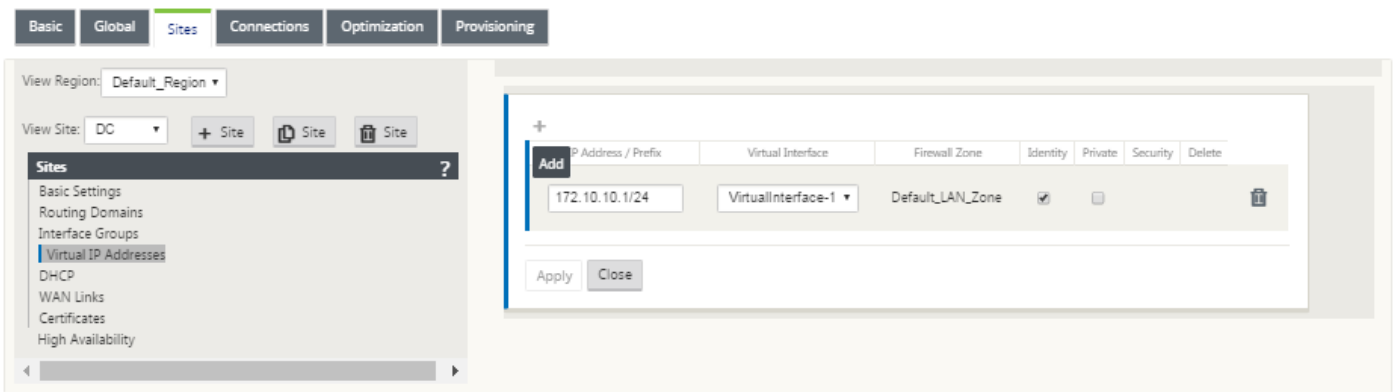 Basic Global Sites Connections Optimization Provisioning
View Region: Default_Region
View Site: DC + Site Site Site
Sites ?
Basic Settings
Routing Domains
Interface Groups
Virtual IP Addresses
DHCP
WAN Links
Certificates
High Availability
+
Add
IP Address / Prefix Virtual Interface Firewall Zone Identity Private Security Delete
172.10.10.1/24 VirtualInterface-1 Default_LAN_Zone
Apply Close